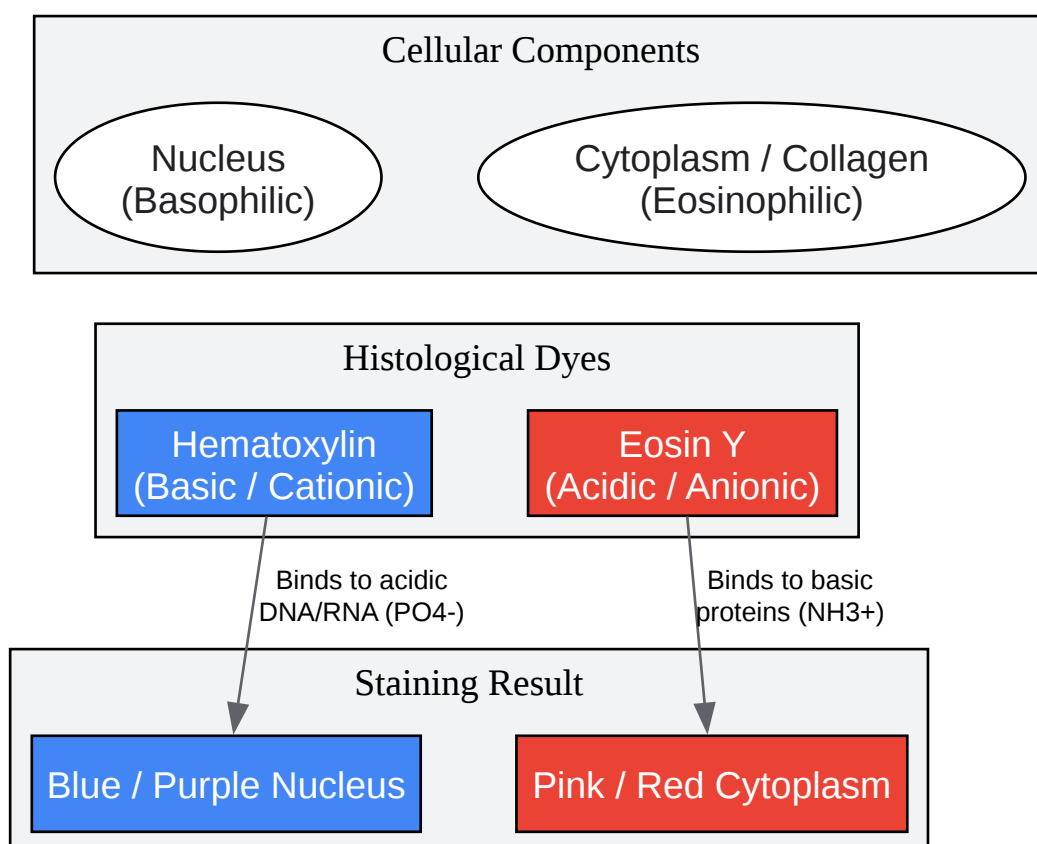 Cellular Components
Nucleus
(Basophilic)
Cytoplasm / Collagen
(Eosinophilic)
Histological Dyes
Hematoxylin
(Basic / Cationic)
Eosin Y
(Acidic / Anionic)
Binds to acidic
DNA/RNA (PO4-)
Binds to basic
proteins (NH3+)
Staining Result
Blue / Purple Nucleus
Pink / Red Cytoplasm